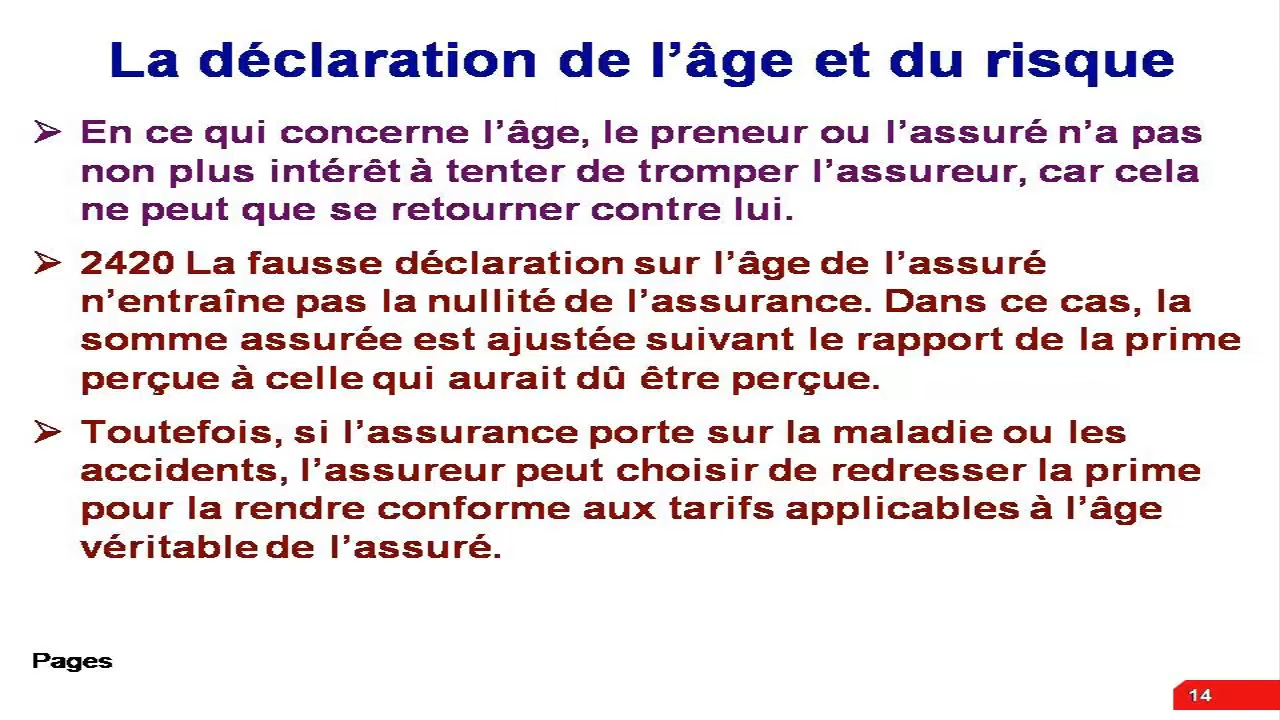 La déclaration de l’âge et du risque
➢ En ce qui concerne l’âge, le preneur ou l’assuré n’a pas
non plus intérêt à tenter de tromper l’assureur, car cela
ne peut que se retourner contre lui.
➢ 2420 La fausse déclaration sur l’âge de l’assuré
n’entraîne pas la nullité de l’assurance. Dans ce cas, la
somme assurée est ajustée suivant le rapport de la prime
perçue à celle qui aurait dû être perçue.
➢ Toutefois, si l’assurance porte sur la maladie ou les
accidents, l’assureur peut choisir de redresser la prime
pour la rendre conforme aux tarifs applicables à l’âge
véritable de l’assuré.
Pages
14